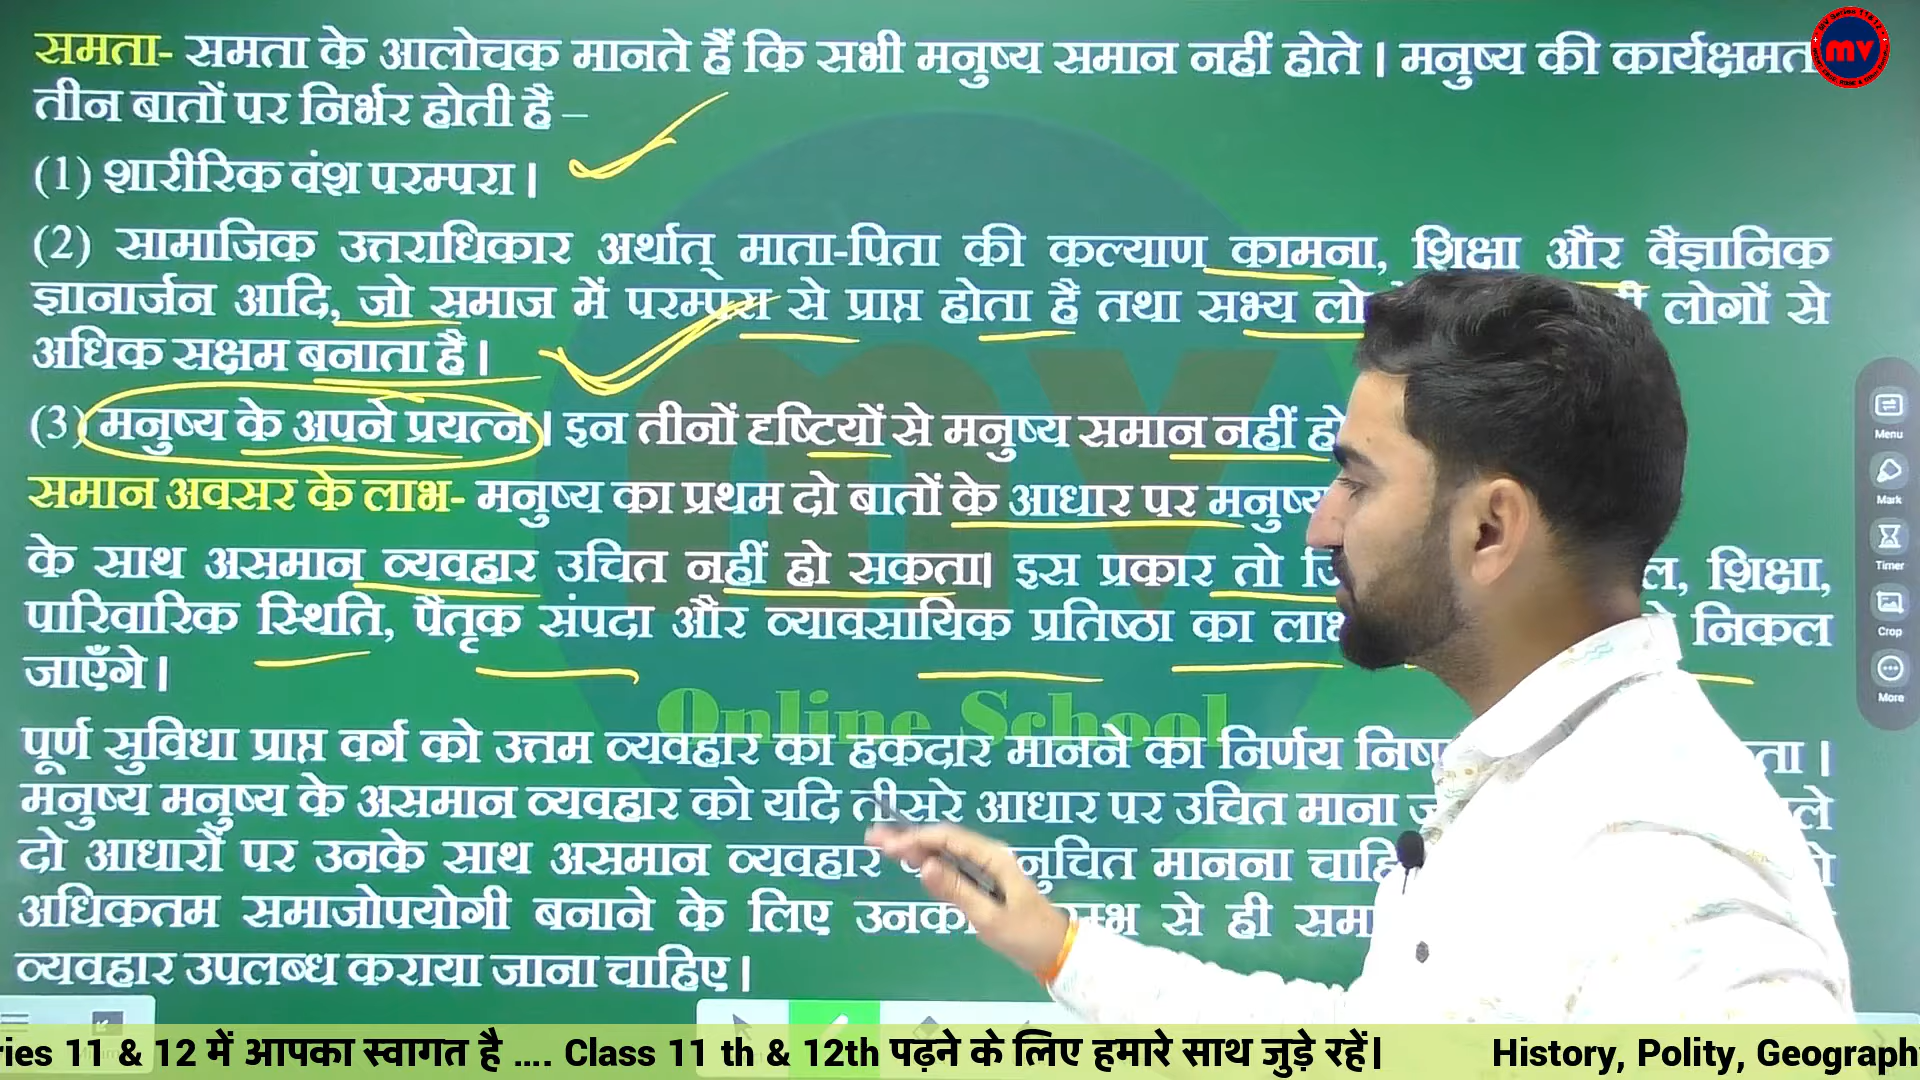 समता- समता के आलोचक मानते हैं कि सभी मनुष्य समान नहीं होते। मनुष्य की कार्यक्षमता
तीन बातों पर निर्भर होती है –
(1) शारीरिक वंश परम्परा।
(2) सामाजिक उत्तराधिकार अर्थात् माता-पिता की कल्याण कामना, शिक्षा और वैज्ञानिक
ज्ञानार्जन आदि, जो समाज में परम्परा से प्राप्त होता है तथा सभ्य लोगों से
अधिक सक्षम बनाता है।
(3) मनुष्य के अपने प्रयत्न। इन तीनों दृष्टियों से मनुष्य समान नहीं
समान अवसर के लाभ- मनुष्य का प्रथम दो बातों के आधार पर मनुष्य
के साथ असमान व्यवहार उचित नहीं हो सकता। इस प्रकार तो शिक्षा,
पारिवारिक स्थिति, पैतृक संपदा और व्यावसायिक प्रतिष्ठा का निकल
जाएँगे।
पूर्ण सुविधा प्राप्त वर्ग को उत्तम व्यवहार का हकदार मानने का निर्णय
मनुष्य मनुष्य के असमान व्यवहार को यदि तीसरे आधार पर उचित माना
दो आधारों पर उनके साथ असमान व्यवहार मानना
अधिकतम समाजोपयोगी बनाने के लिए से ही
व्यवहार उपलब्ध कराया जाना चाहिए।
mv
Online School
mv
Menu
Mark
Timer
Crop
More
ries 11 & 12 में आपका स्वागत है .... Class 11 th & 12th पढ़ने के लिए हमारे साथ जुड़े रहें। History, Polity,